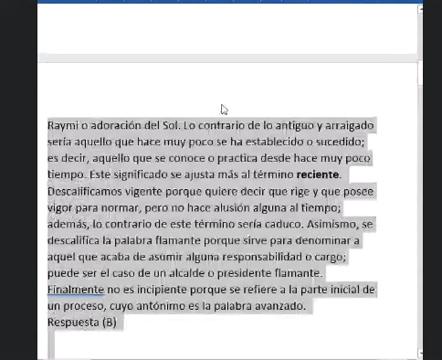 Raymi o adoración del Sol. Lo contrario de lo antiguo y arraigado
sería aquello que hace muy poco se ha establecido o sucedido;
es decir, aquello que se conoce o practica desde hace muy poco
tiempo. Este significado se ajusta más al término reciente.
Descalificamos vigente porque quiere decir que rige y que posee
vigor para normar, pero no hace alusión alguna al tiempo;
además, lo contrario de este término sería caduco. Asimismo, se
descalifica la palabra flamante porque sirve para denominar a
aquel que acaba de asumir alguna responsabilidad o cargo;
puede ser el caso de un alcalde o presidente flamante.
Finalmente no es incipiente porque se refiere a la parte inicial de
un proceso, cuyo antónimo es la palabra avanzado.
Respuesta (B)